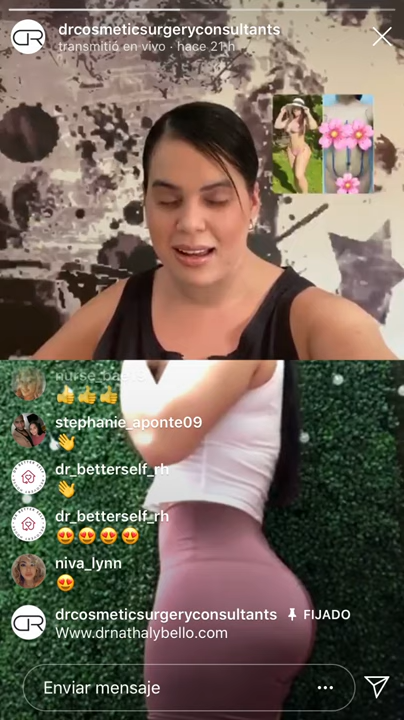 drcosmeticsurgeryconsultants
transmitió en vivo · hace 21 h
stephanie_aponte09
dr_betterself_rh
dr_betterself_rh
niva_lynn
drcosmeticsurgeryconsultants FIJADO
Www.drnathalybello.com
Enviar mensaje